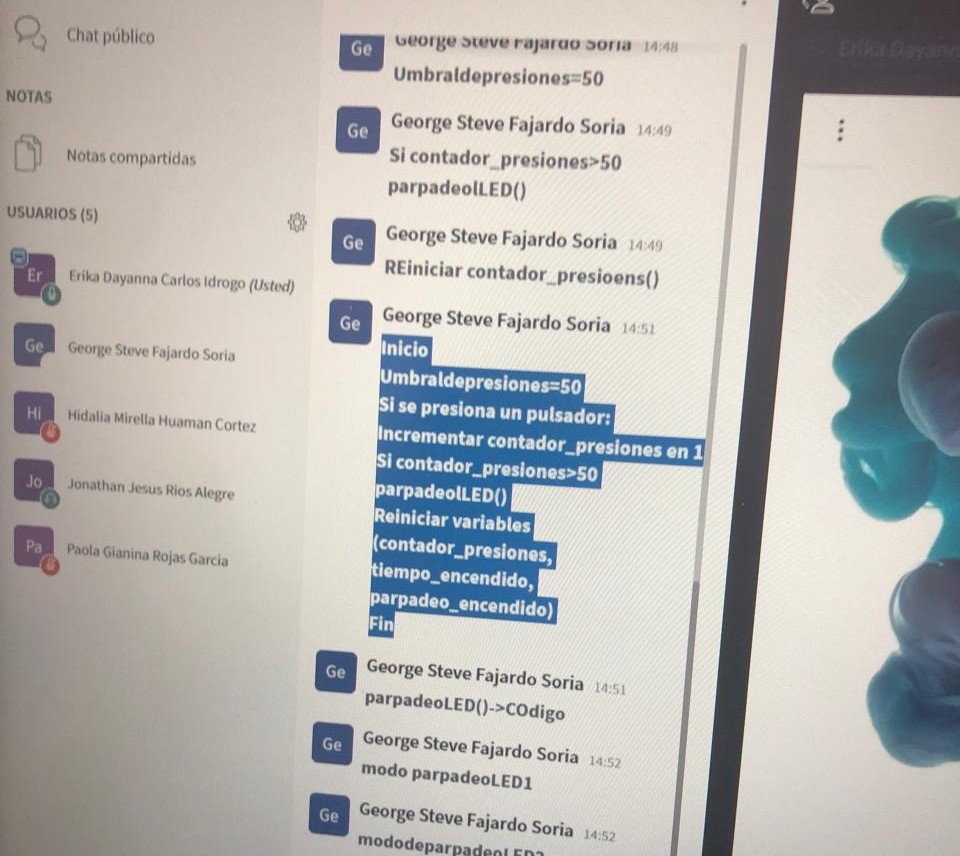 Chat público
NOTAS
Notas compartidas
USUARIOS (5)
Er
Erika Dayanna Carlos Idrogo (Usted)
Ge
George Steve Fajardo Soria
Hi
Hidalia Mirella Huaman Cortez
Jo
Jonathan Jesus Rios Alegre
Pa
Paola Gianina Rojas Garcia
Ge
George Steve Fajardo Soria 14:48
Umbraldepresiones=50
Ge
George Steve Fajardo Soria 14:49
Si contador_presiones>50
parpadeolLED()
Ge
George Steve Fajardo Soria 14:49
REiniciar contador_presioens()
Ge
George Steve Fajardo Soria 14:51
Inicio
Umbraldepresiones=50
Si se presiona un pulsador:
Incrementar contador_presiones en 1
Si contador_presiones>50
parpadeolLED()
Reiniciar variables
(contador_presiones,
tiempo_encendido,
parpadeo_encendido)
Fin
Ge
George Steve Fajardo Soria 14:51
parpadeoLED()->COdigo
Ge
George Steve Fajardo Soria 14:52
modo parpadeoLED1
Ge
George Steve Fajardo Soria 14:52
mododeparpadeoLED2
Erika Dayann